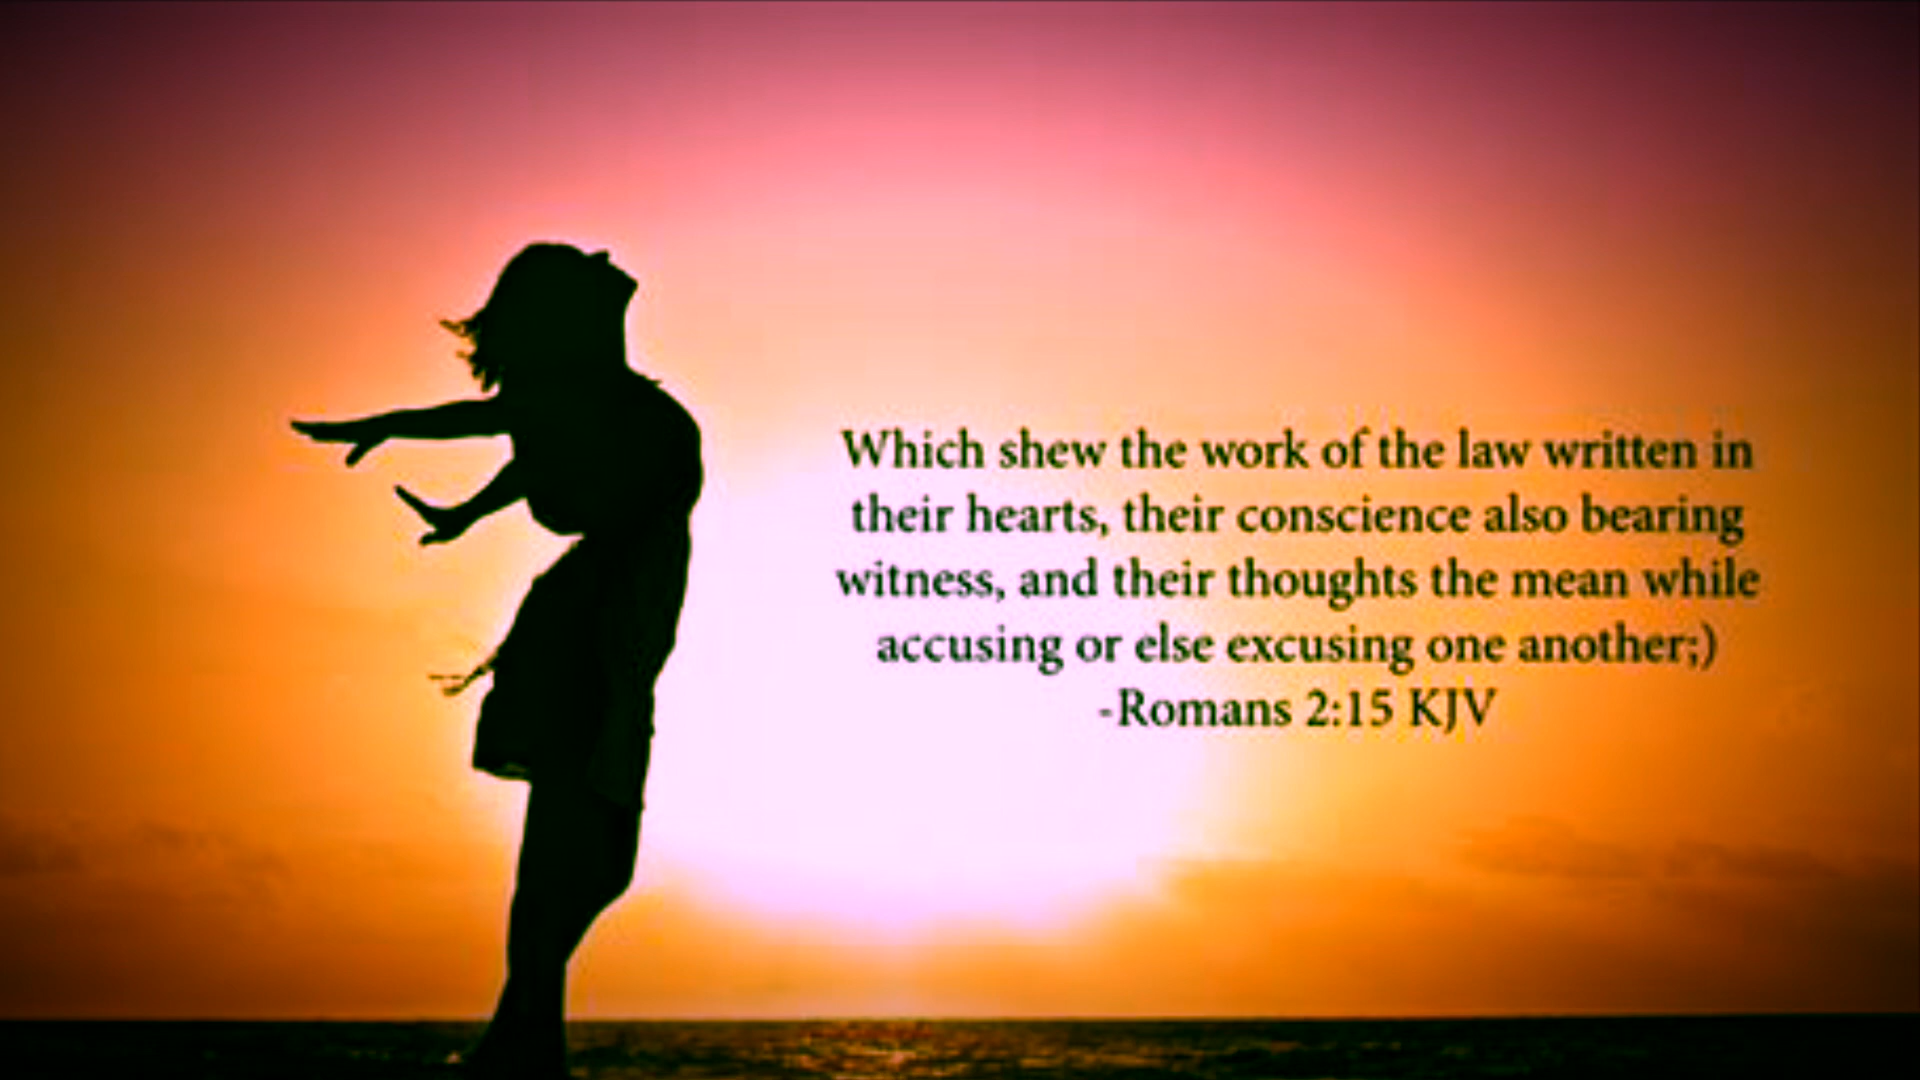 Which shew the work of the law written in
their hearts, their conscience also bearing
witness, and their thoughts the mean while
accusing or else excusing one another;)
-Romans 2:15 KJV